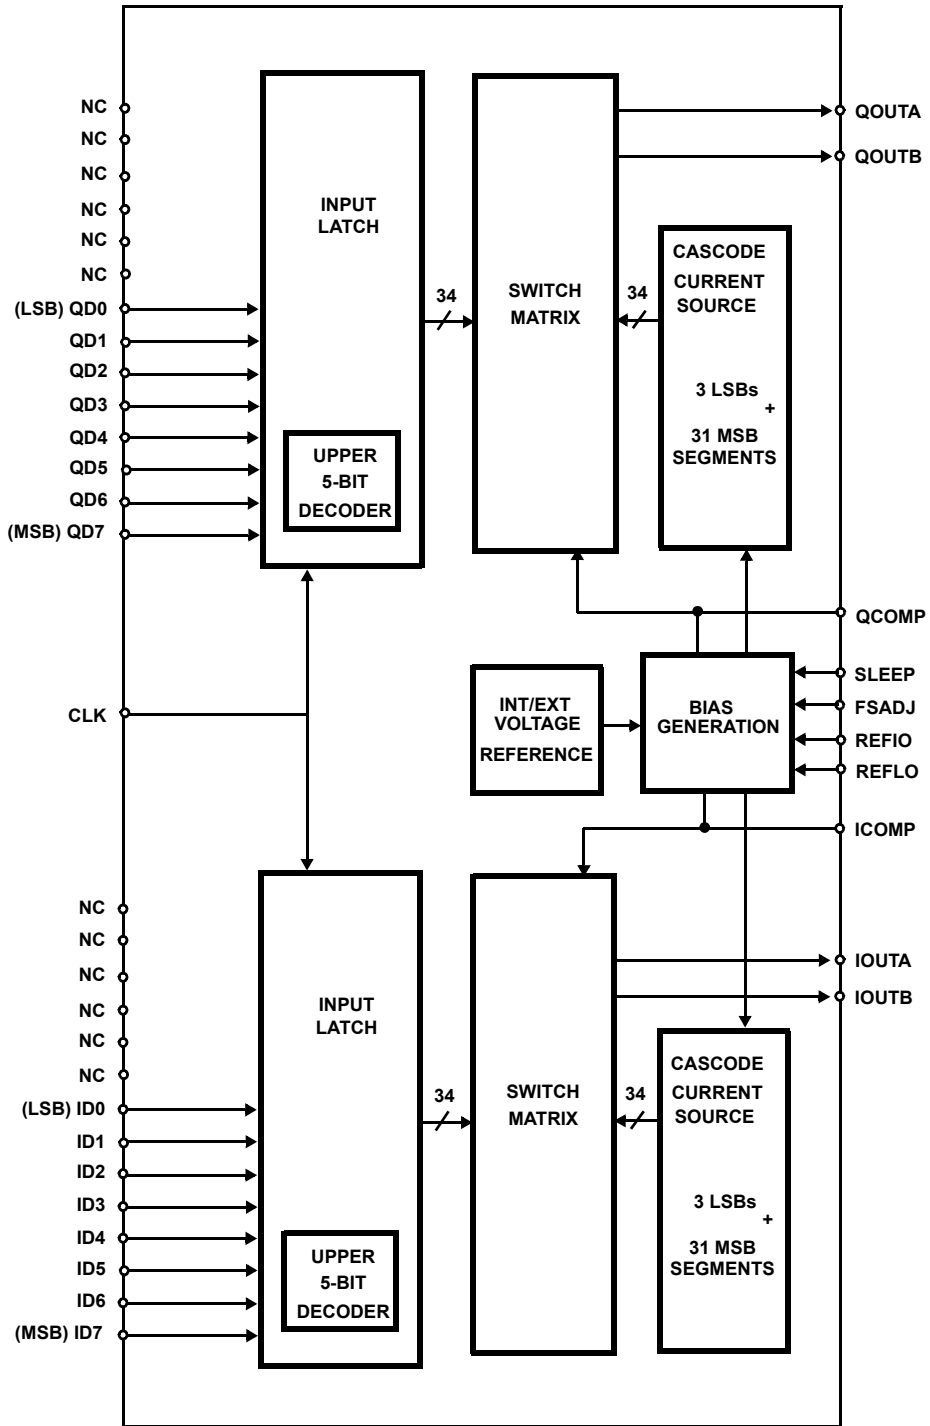 NC
NC
NC
NC
NC
NC
(LSB) QD0
QD1
QD2
QD3
QD4
QD5
QD6
(MSB) QD7
INPUT
LATCH
UPPER
5-BIT
DECODER
34
SWITCH
MATRIX
34
CASCODE
CURRENT
SOURCE
3 LSBs
+
31 MSB
SEGMENTS
QOUTA
QOUTB
QCOMP
CLK
INT/EXT
VOLTAGE
REFERENCE
BIAS
GENERATION
SLEEP
FSADJ
REFIO
REFLO
ICOMP
NC
NC
NC
NC
NC
NC
(LSB) ID0
ID1
ID2
ID3
ID4
ID5
ID6
(MSB) ID7
INPUT
LATCH
UPPER
5-BIT
DECODER
34
SWITCH
MATRIX
34
CASCODE
CURRENT
SOURCE
3 LSBs
+
31 MSB
SEGMENTS
IOUTA
IOUTB